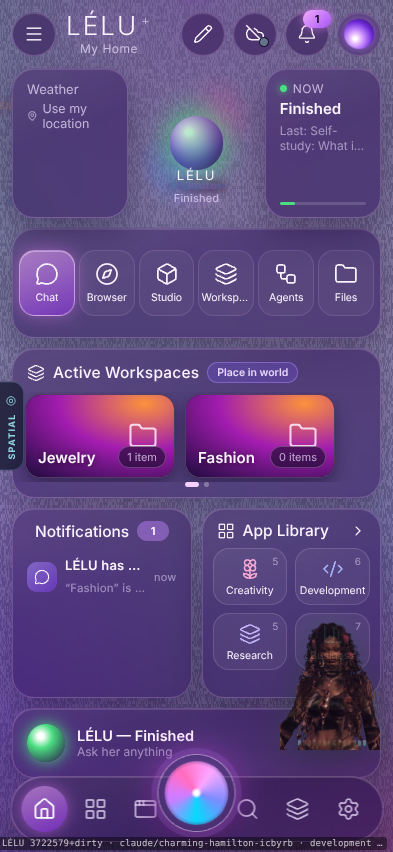 LÉLU +
My Home
1
Weather
Use my
location
LÉLU
Finished
NOW
Finished
Last: Self-
study: What i...
Chat
Browser
Studio
Worksp...
Agents
Files
Active Workspaces
Place in world
SPATIAL
Jewelry
1 item
Fashion
0 items
Notifications
1
LÉLU has ...
“Fashion” is ...
now
App Library
5
Creativity
6
Development
5
Research
7
LÉLU — Finished
Ask her anything
LÉLU 3722579+dirty · claude/charming-hamilton-icbyrb · development …